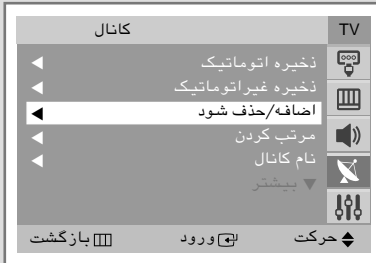 TV کانال
ذخیره اتوماتیک
ذخیره غیراتوماتیک
اضافه/حذف شود
مرتب کردن
نام کانال
▼ بیشتر
حرکت ورود بازگشت